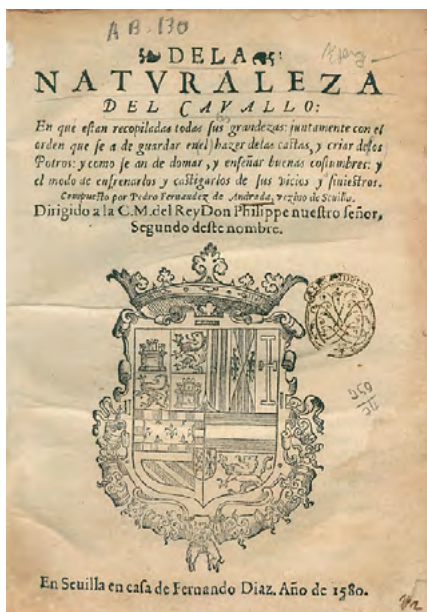 AB.130
DELA
NATVRALEZA
DEL CAVALLO:
En que estan recopiladas todas sus grandezas: juntamente con el
orden que se a de guardar en el hazer delas castas, y criar delos
Potros: y como se an de domar, y enseñar buenas costumbres: y
el modo de enfrenarlos y castigarlos de sus vicios y siniestros.
Compuesto por Pedro Fernandez de Andrada, vezino de Seuilla.
Dirigido a la C.M. del Rey Don Philippe nuestro señor,
Segundo deste nombre.
En Seuilla en casa de Fernando Diaz. Año de 1580.